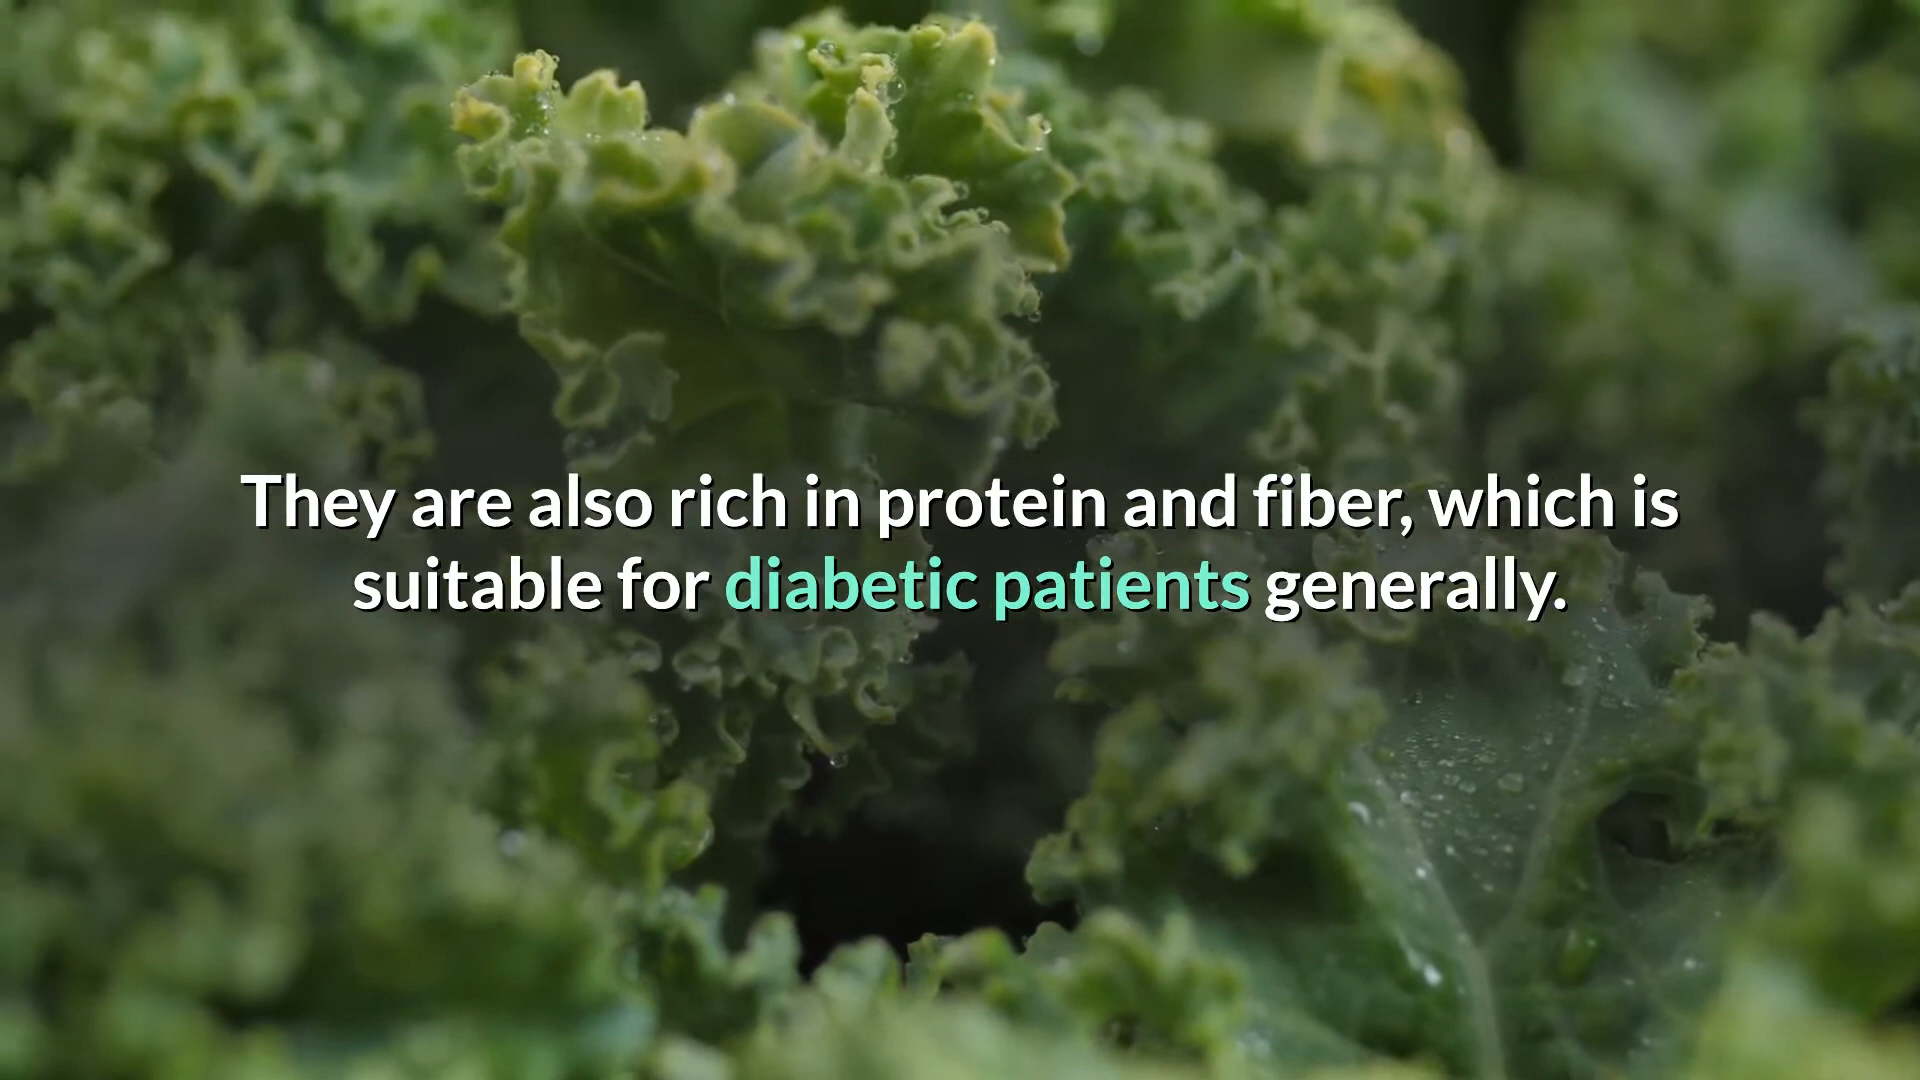 They are also rich in protein and fiber, which is
suitable for diabetic patients generally.